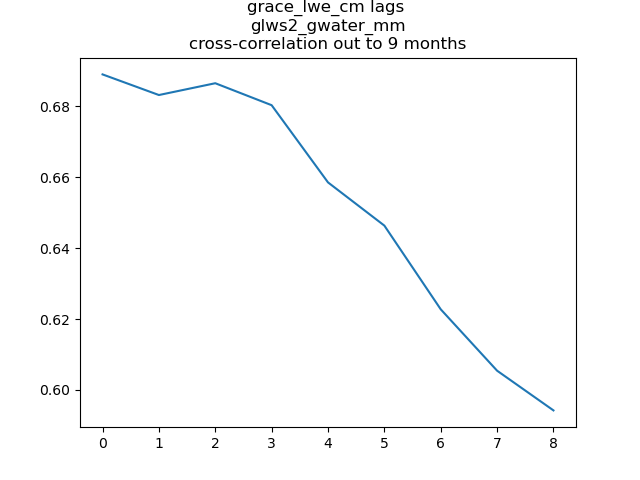 grace_lwe_cm lags
glws2_gwater_mm
cross-correlation out to 9 months
0.68
0.66
0.64
0.62
0.60
0 1 2 3 4 5 6 7 8